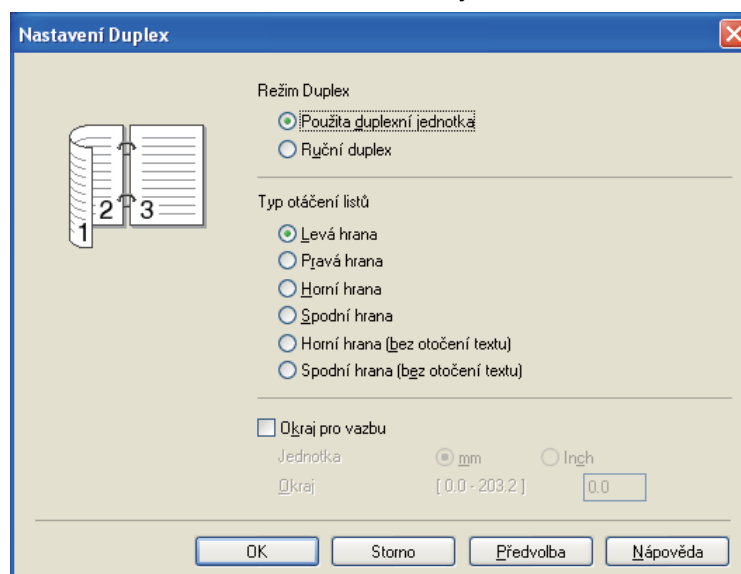 Nastavení Duplex
Režim Duplex
Použita duplexní jednotka
Ruční duplex
2 3
1
Typ otáčení listů
Levá hrana
Pravá hrana
Horní hrana
Spodní hrana
Horní hrana (bez otočení textu)
Spodní hrana (bez otočení textu)
Okraj pro vazbu
Jednotka mm Inch
Okraj [ 0.0 - 203.2 ] 0.0
OK Storno Předvolba Nápověda